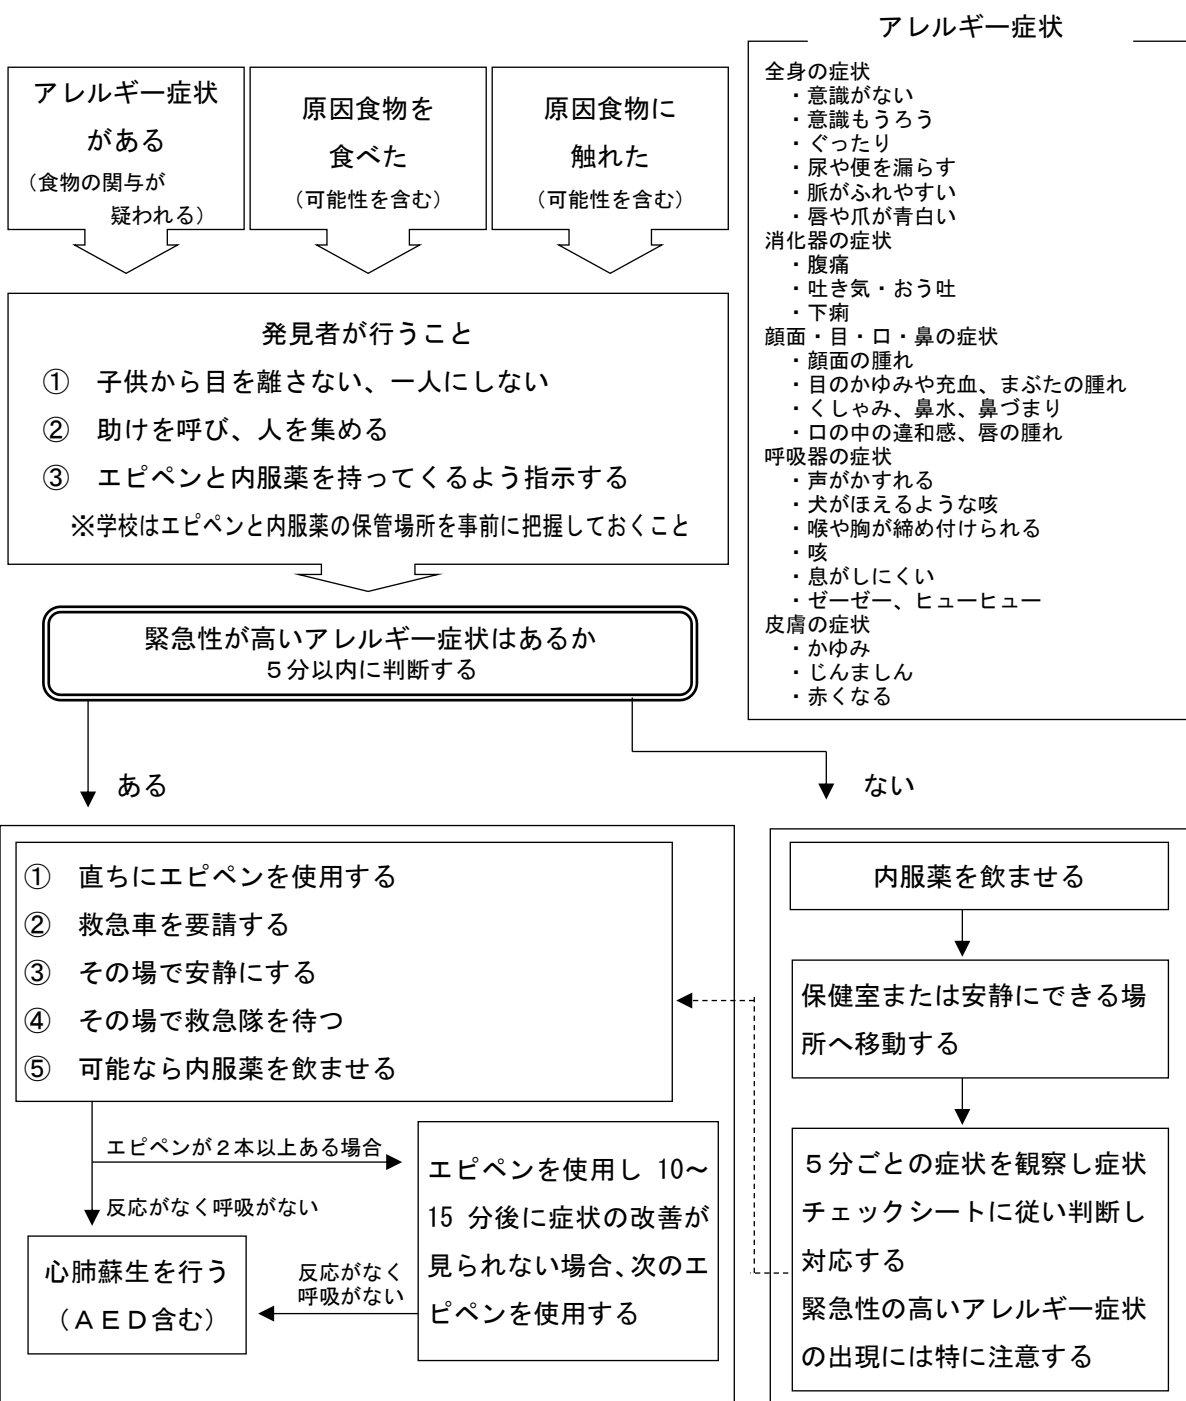 アレルギー症状
がある
（食物の関与が
疑われる）
原因食物を
食べた
（可能性を含む）
原因食物に
触れた
（可能性を含む）
アレルギー症状
全身の症状
・意識がない
・意識もうろう
・ぐったり
・尿や便を漏らす
・脈がふれやすい
・唇や爪が青白い
消化器の症状
・腹痛
・吐き気・おう吐
・下痢
顔面・目・口・鼻の症状
・顔面の腫れ
・目のかゆみや充血、まぶたの腫れ
・くしゃみ、鼻水、鼻づまり
・口の中の違和感、唇の腫れ
呼吸器の症状
・声がかすれる
・犬がほえるような咳
・喉や胸が締め付けられる
・咳
・息がしにくい
・ゼーゼー、ヒューヒュー
皮膚の症状
・かゆみ
・じんましん
・赤くなる
発見者が行うこと
① 子供から目を離さない、一人にしない
② 助けを呼び、人を集める
③ エピペンと内服薬を持ってくるよう指示する
※学校はエピペンと内服薬の保管場所を事前に把握しておくこと
緊急性が高いアレルギー症状はあるか
５分以内に判断する
ある
ない
① 直ちにエピペンを使用する
② 救急車を要請する
③ その場で安静にする
④ その場で救急隊を待つ
⑤ 可能なら内服薬を飲ませる
エピペンが２本以上ある場合
反応がなく呼吸がない
エピペンを使用し 10～
15 分後に症状の改善が
見られない場合、次のエ
ピペンを使用する
反応がなく
呼吸がない
心肺蘇生を行う
（ＡＥＤ含む）
内服薬を飲ませる
保健室または安静にできる場
所へ移動する
５分ごとの症状を観察し症状
チェックシートに従い判断し
対応する
緊急性の高いアレルギー症状
の出現には特に注意する